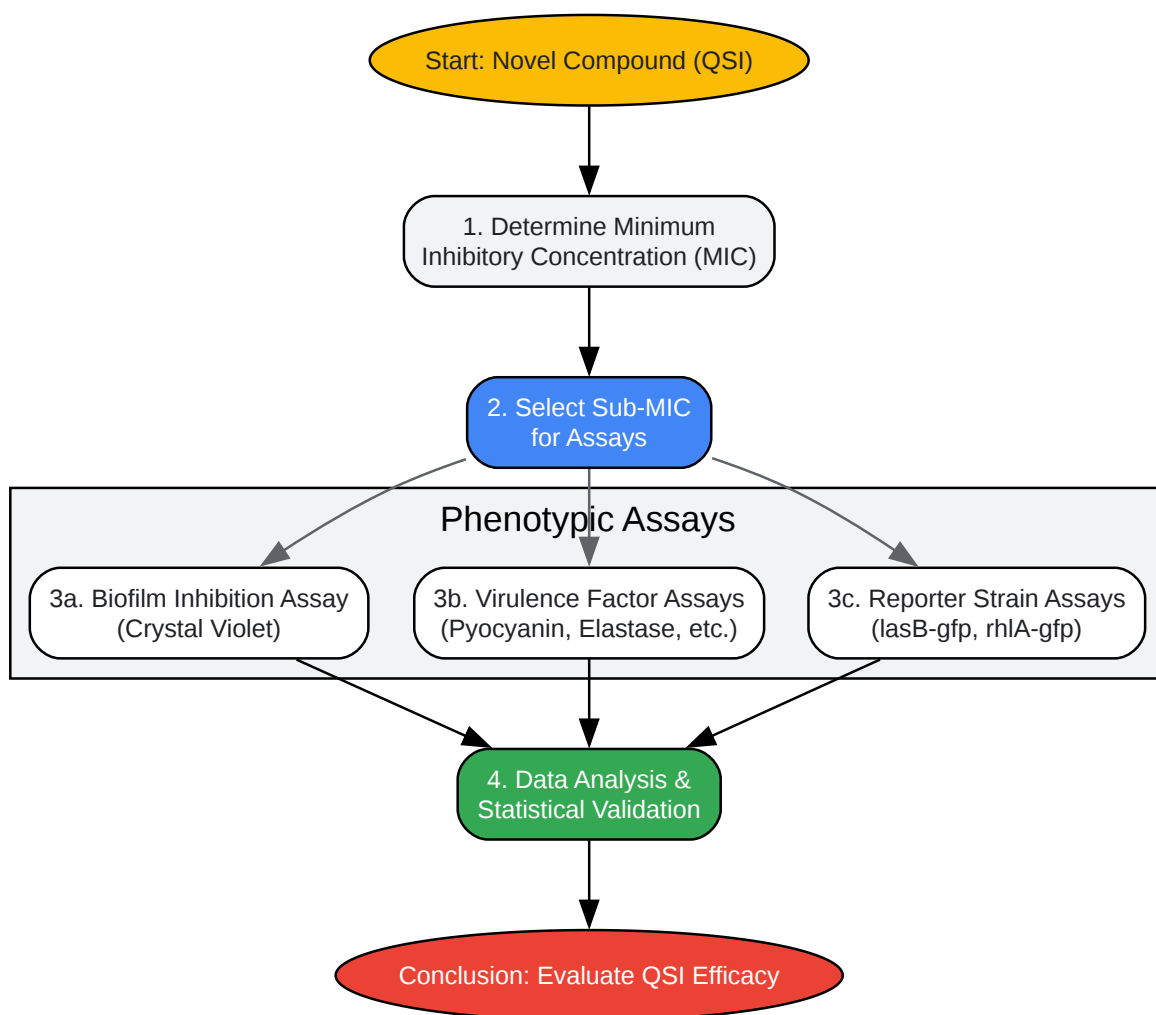 Start: Novel Compound (QSI)
1. Determine Minimum
Inhibitory Concentration (MIC)
2. Select Sub-MIC
for Assays
Phenotypic Assays
3a. Biofilm Inhibition Assay
(Crystal Violet)
3b. Virulence Factor Assays
(Pyocyanin, Elastase, etc.)
3c. Reporter Strain Assays
(lasB-gfp, rhlA-gfp)
4. Data Analysis &
Statistical Validation
Conclusion: Evaluate QSI Efficacy